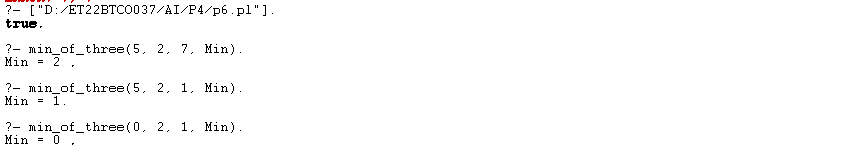 ?- ["D:/ET22BTCO037/AI/P4/p6.pl"].
true.

?- min_of_three(5, 2, 7, Min).
Min = 2 ,

?- min_of_three(5, 2, 1, Min).
Min = 1.

?- min_of_three(0, 2, 1, Min).
Min = 0 ,